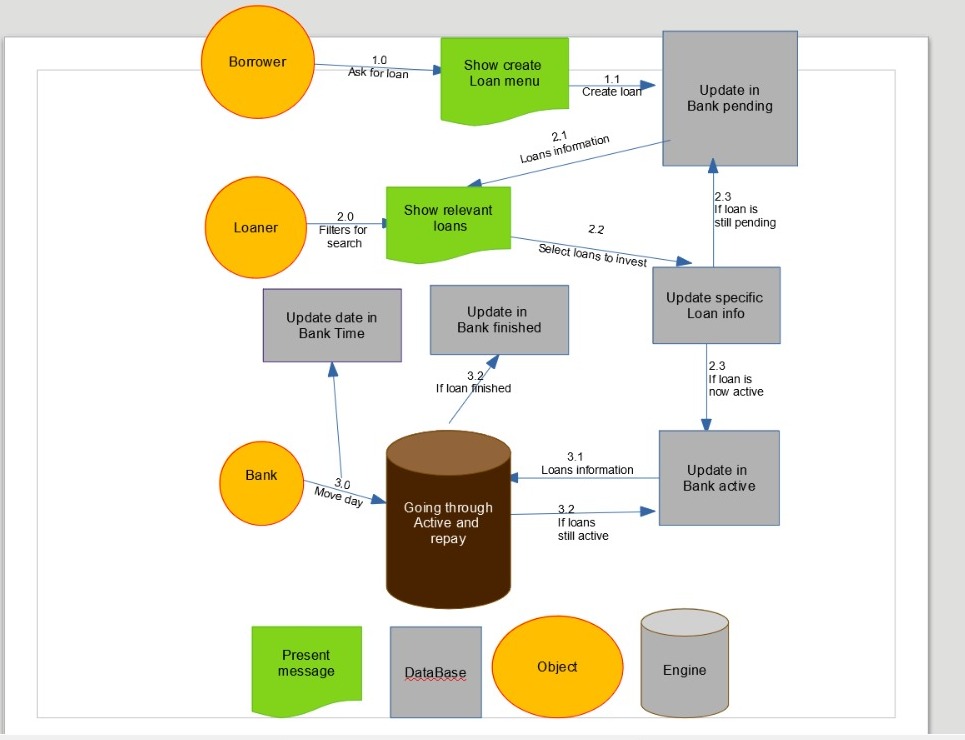 Borrower
1.0
Ask for loan
Show create
Loan menu
1.1
Create loan
Update in
Bank pending
2.1
Loans information
Loaner
2.0
Filters for
search
Show relevant
loans
2.2
Select loans to invest
2.3
If loan is
still pending
Update specific
Loan info
Update date in
Bank Time
Update in
Bank finished
3.2
If loan finished
2.3
If loan is
now active
Bank
3.0
Move day
Going through
Active and
repay
3.1
Loans information
3.2
If loans
still active
Update in
Bank active
Present
message
DataBase
Object
Engine